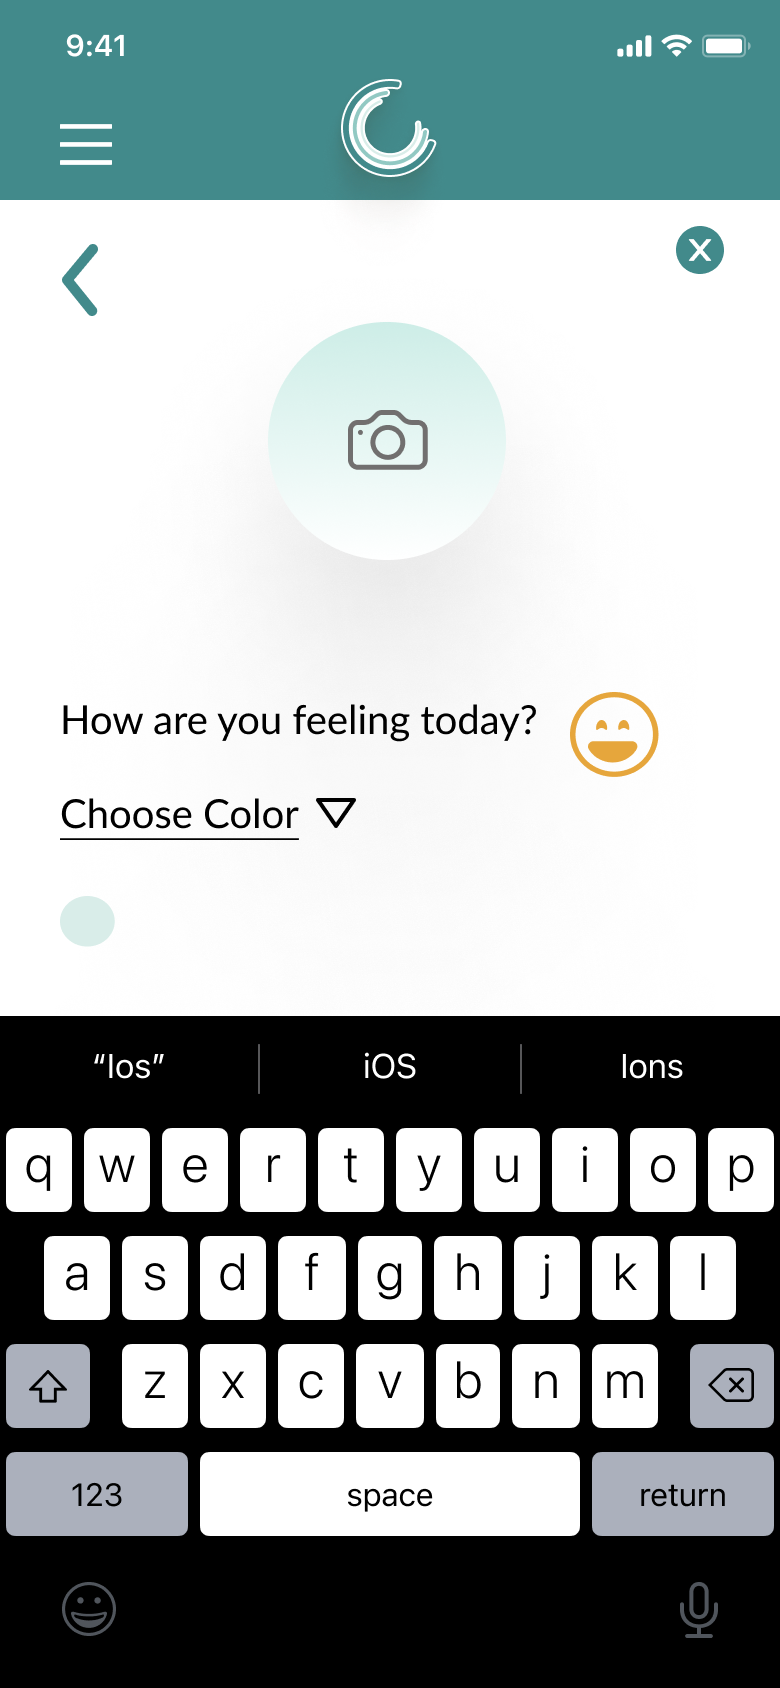 9:41
X
How are you feeling today?
Choose Color
“Ios” iOS Ions
q w e r t y u i o p
a s d f g h j k l
z x c v b n m
123 space return